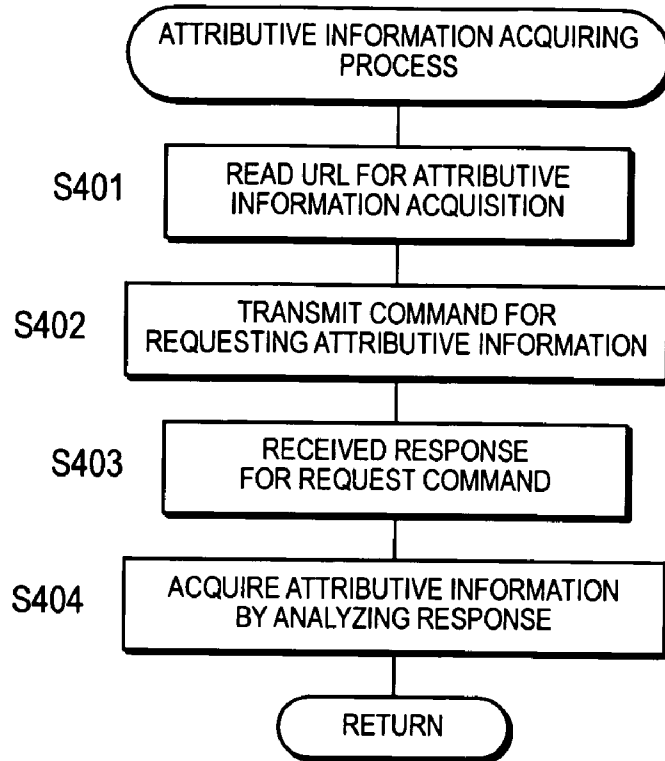 ATTRIBUTIVE INFORMATION ACQUIRING
PROCESS
S401
READ URL FOR ATTRIBUTIVE
INFORMATION ACQUISITION
S402
TRANSMIT COMMAND FOR
REQUESTING ATTRIBUTIVE INFORMATION
S403
RECEIVED RESPONSE
FOR REQUEST COMMAND
S404
ACQUIRE ATTRIBUTIVE INFORMATION
BY ANALYZING RESPONSE
RETURN